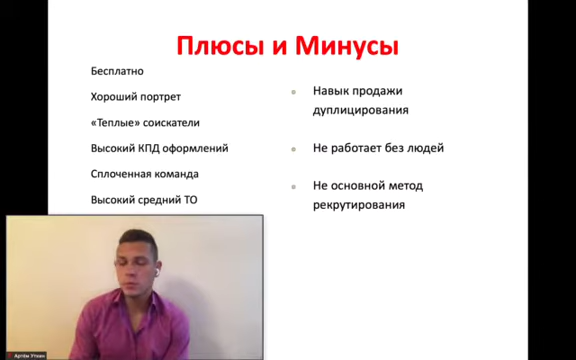 Плюсы и Минусы
Бесплатно
Хороший портрет
«Теплые» соискатели
Высокий КПД оформлений
Сплоченная команда
Высокий средний ТО
Навык продажи
дуплицирования
Не работает без людей
Не основной метод
рекрутирования
Артём Уткин